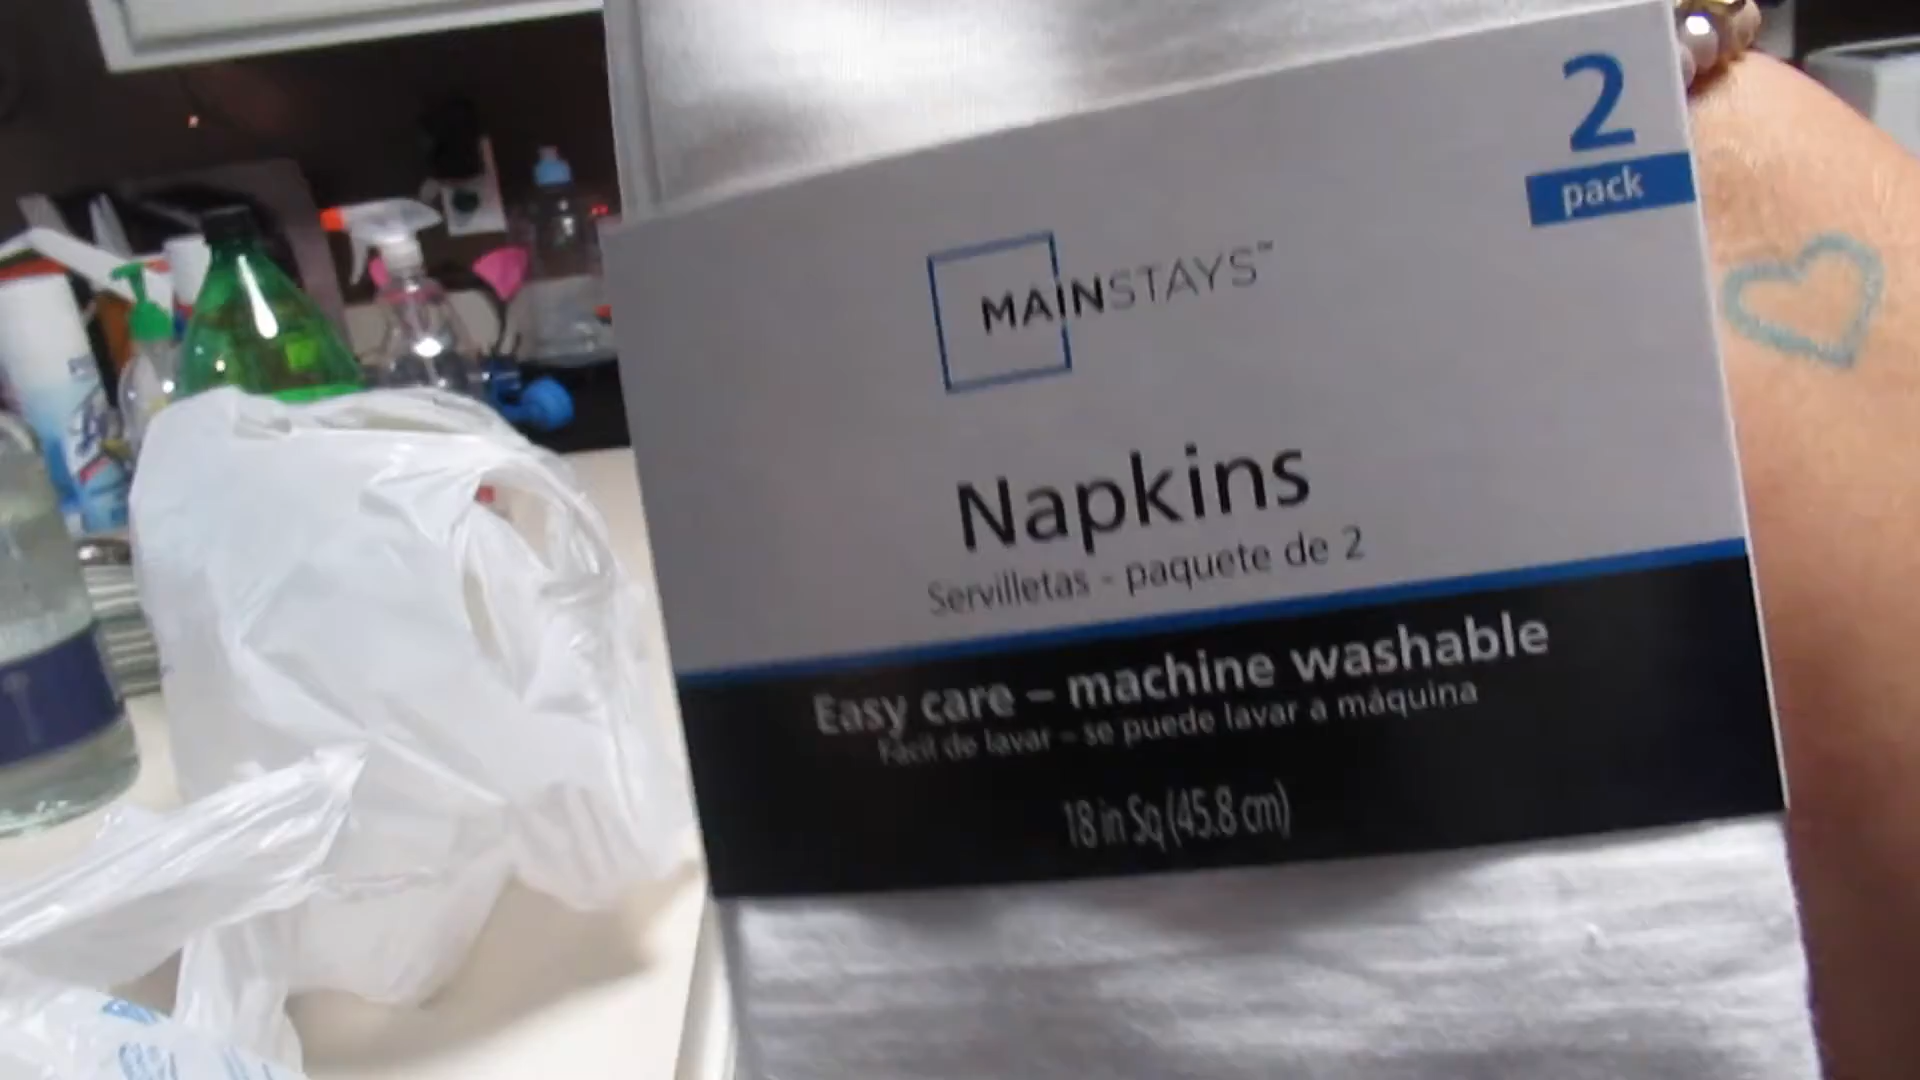 2
pack
MAINSTAYS™
Napkins
Servilletas - paquete de 2
Easy care – machine washable
Fácil de lavar – se puede lavar a máquina
18 in Sq (45.8 cm)